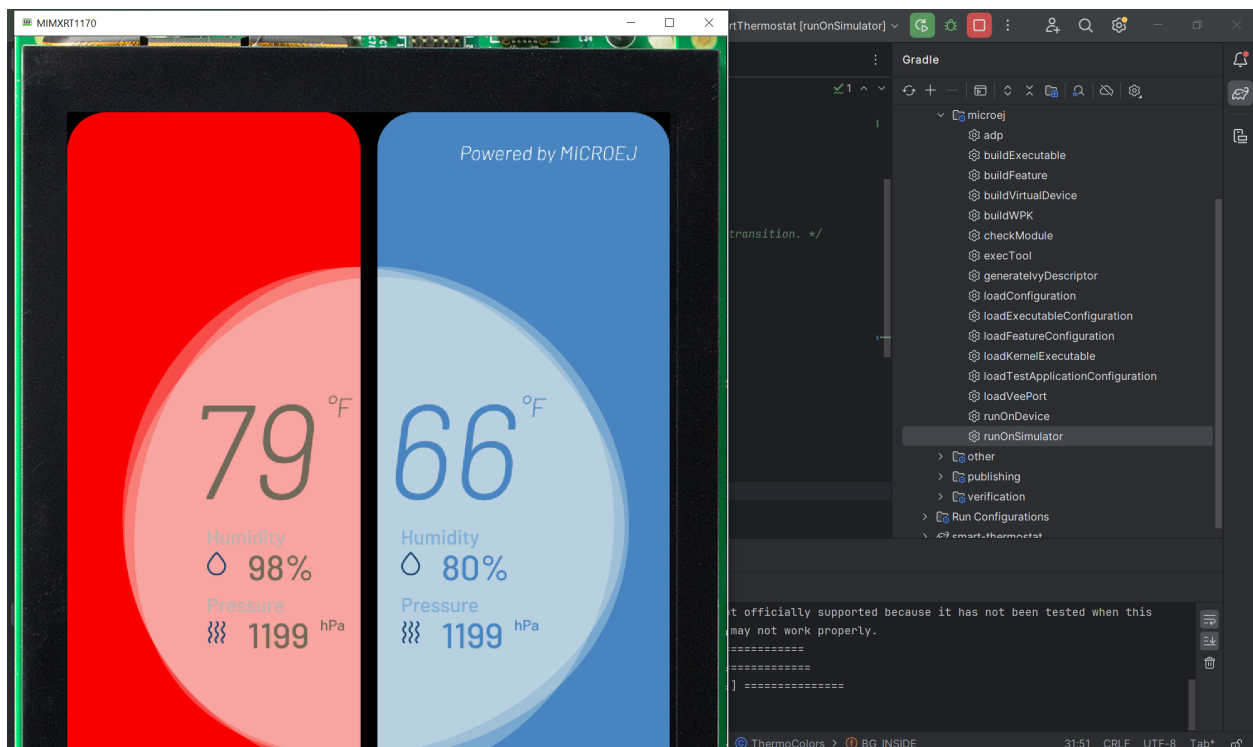 MIMXRT1170
Powered by MICROEJ
79 °F
66 °F
Humidity
98%
Pressure
1199 hPa
Humidity
80%
Pressure
1199 hPa
rtThermostat [runOnSimulator]
1
transition. */
Gradle
microej
adp
buildExecutable
buildFeature
buildVirtualDevice
buildWPK
checkModule
execTool
generateIvyDescriptor
loadConfiguration
loadExecutableConfiguration
loadFeatureConfiguration
loadKernelExecutable
loadTestApplicationConfiguration
loadVeePort
runOnDevice
runOnSimulator
other
publishing
verification
Run Configurations
smart-thermostat
t officially supported because it has not been tested when this
may not work properly.
============
=============
] ===============
ThermoColors > BG_INSIDE
31:51 CRLF UTF-8 Tab*